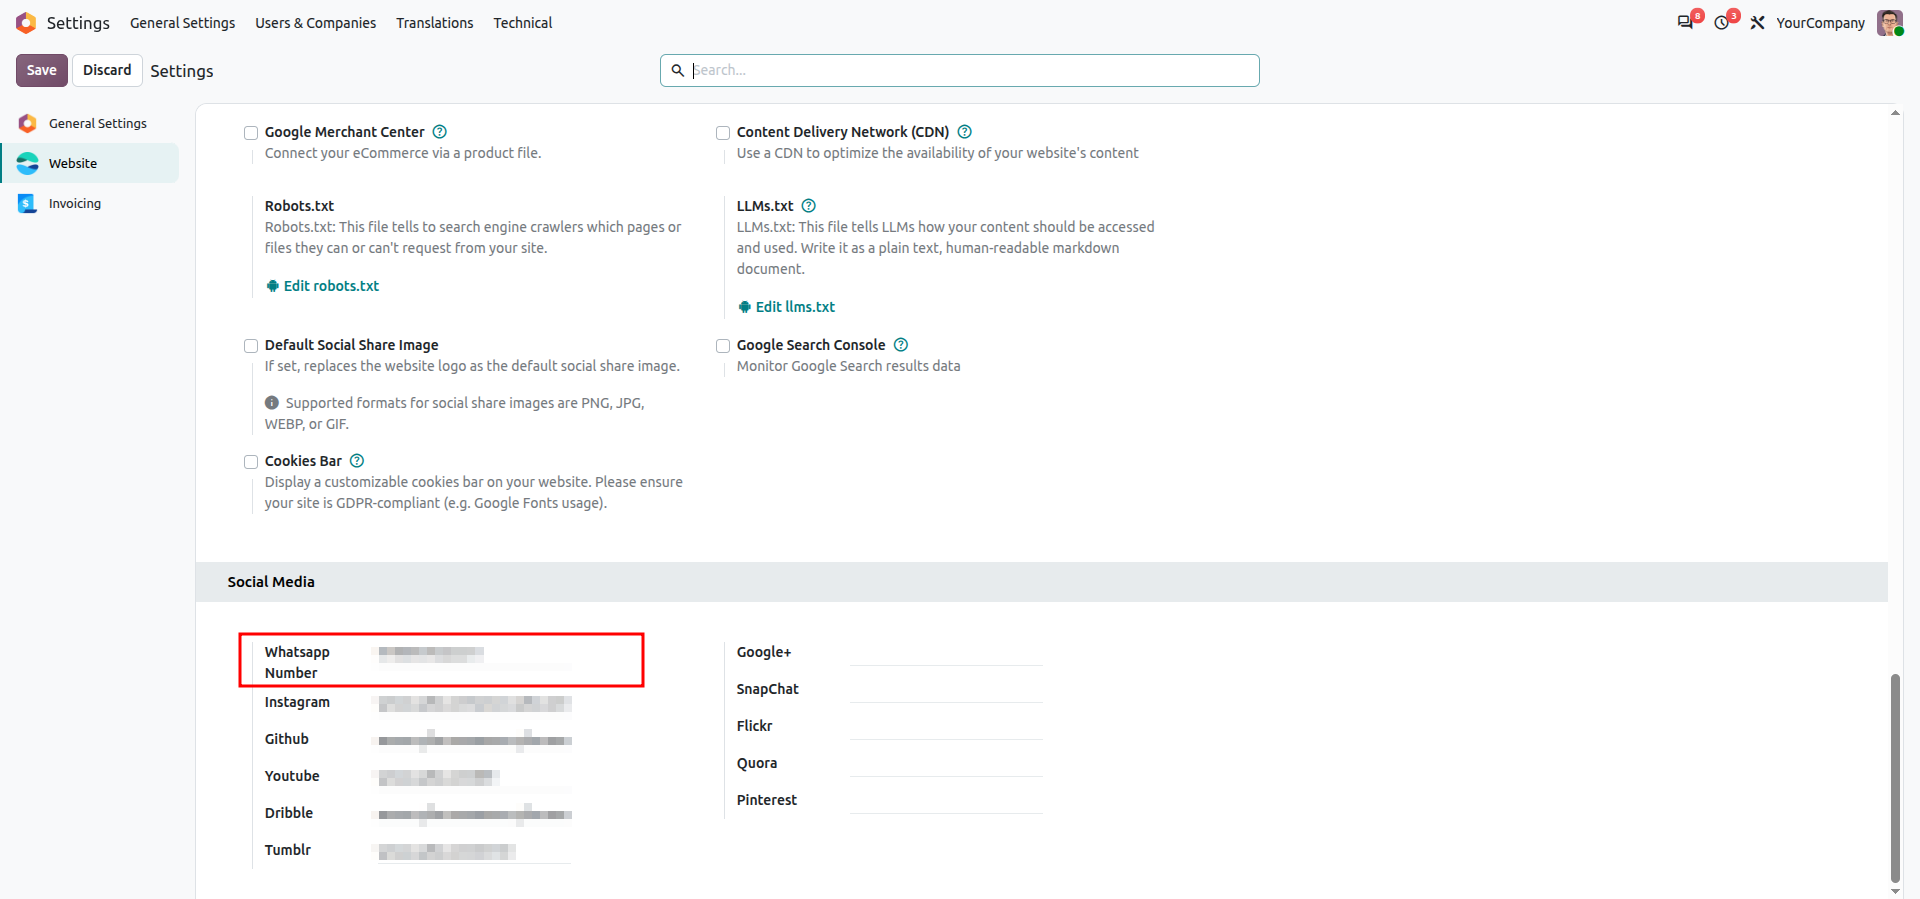 Settings
General Settings
Users & Companies
Translations
Technical
8
3
YourCompany
Save
Discard
Settings
Search...
General Settings
Website
Invoicing
Google Merchant Center
Connect your eCommerce via a product file.
Content Delivery Network (CDN)
Use a CDN to optimize the availability of your website's content
Robots.txt
Robots.txt: This file tells to search engine crawlers which pages or
files they can or can't request from your site.
Edit robots.txt
LLMs.txt
LLMs.txt: This file tells LLMs how your content should be accessed
and used. Write it as a plain text, human-readable markdown
document.
Edit llms.txt
Default Social Share Image
If set, replaces the website logo as the default social share image.
Supported formats for social share images are PNG, JPG,
WEBP, or GIF.
Google Search Console
Monitor Google Search results data
Cookies Bar
Display a customizable cookies bar on your website. Please ensure
your site is GDPR-compliant (e.g. Google Fonts usage).
Social Media
Whatsapp
Number
Instagram
Github
Youtube
Dribble
Tumblr
Google+
SnapChat
Flickr
Quora
Pinterest